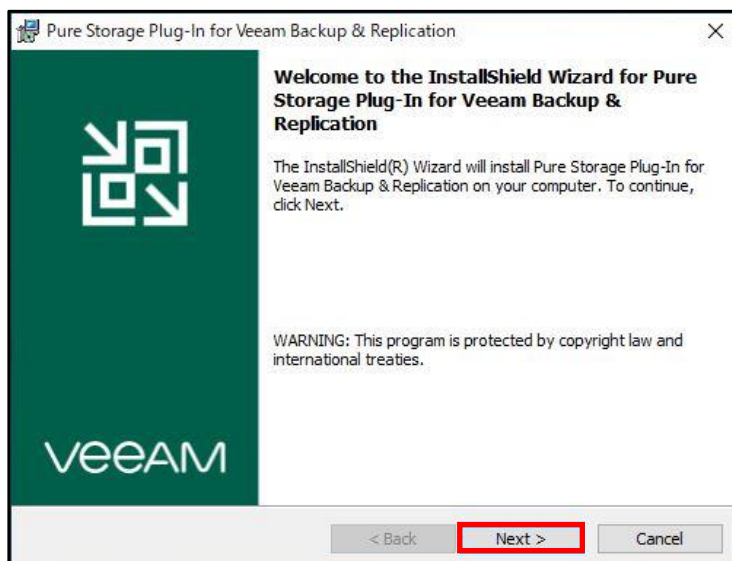 Pure Storage Plug-In for Veeam Backup & Replication
Welcome to the InstallShield Wizard for Pure
Storage Plug-In for Veeam Backup &
Replication
The InstallShield(R) Wizard will install Pure Storage Plug-In for
Veeam Backup & Replication on your computer. To continue,
click Next.
WARNING: This program is protected by copyright law and
international treaties.
veeam
< Back
Next >
Cancel